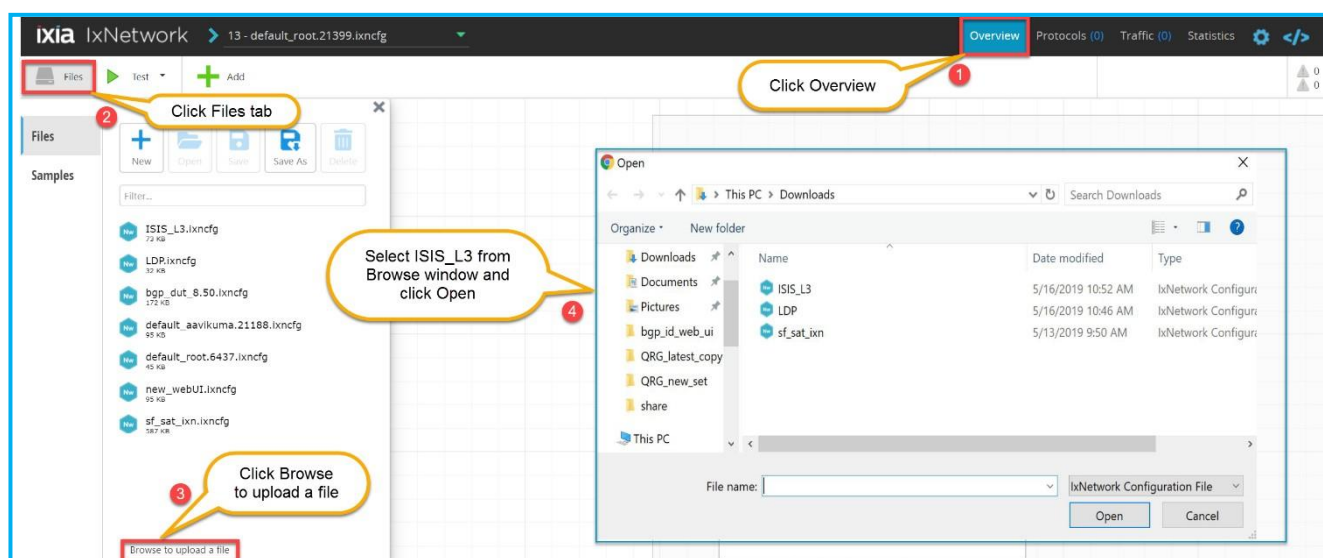 ixia IxNetwork > 13 - default_root.21399.ixncfg
Overview Protocols (0) Traffic (0) Statistics </>
Files Test Add
0
0
Click Overview
1
Click Files tab
2
Files
Samples
New Open Save Save As Delete
Filter...
ISIS_L3.ixncfg
73 KB
LDP.ixncfg
32 KB
bgp_dut_8.50.ixncfg
172 KB
default_aavikuma.21188.ixncfg
95 KB
default_root.6437.ixncfg
45 KB
new_webUI.ixncfg
95 KB
sf_sat_ixn.ixncfg
587 KB
Click Browse
to upload a file
3
Browse to upload a file
Select ISIS_L3 from
Browse window and
click Open
4
Open
This PC > Downloads
Search Downloads
Organize New folder
Downloads
Documents
Pictures
bgp_id_web_ui
QRG_latest_copy
QRG_new_set
share
This PC
Name Date modified Type
ISIS_L3 5/16/2019 10:52 AM IxNetwork Configura
LDP 5/16/2019 10:46 AM IxNetwork Configura
sf_sat_ixn 5/13/2019 9:50 AM IxNetwork Configura
File name: IxNetwork Configuration File
Open Cancel